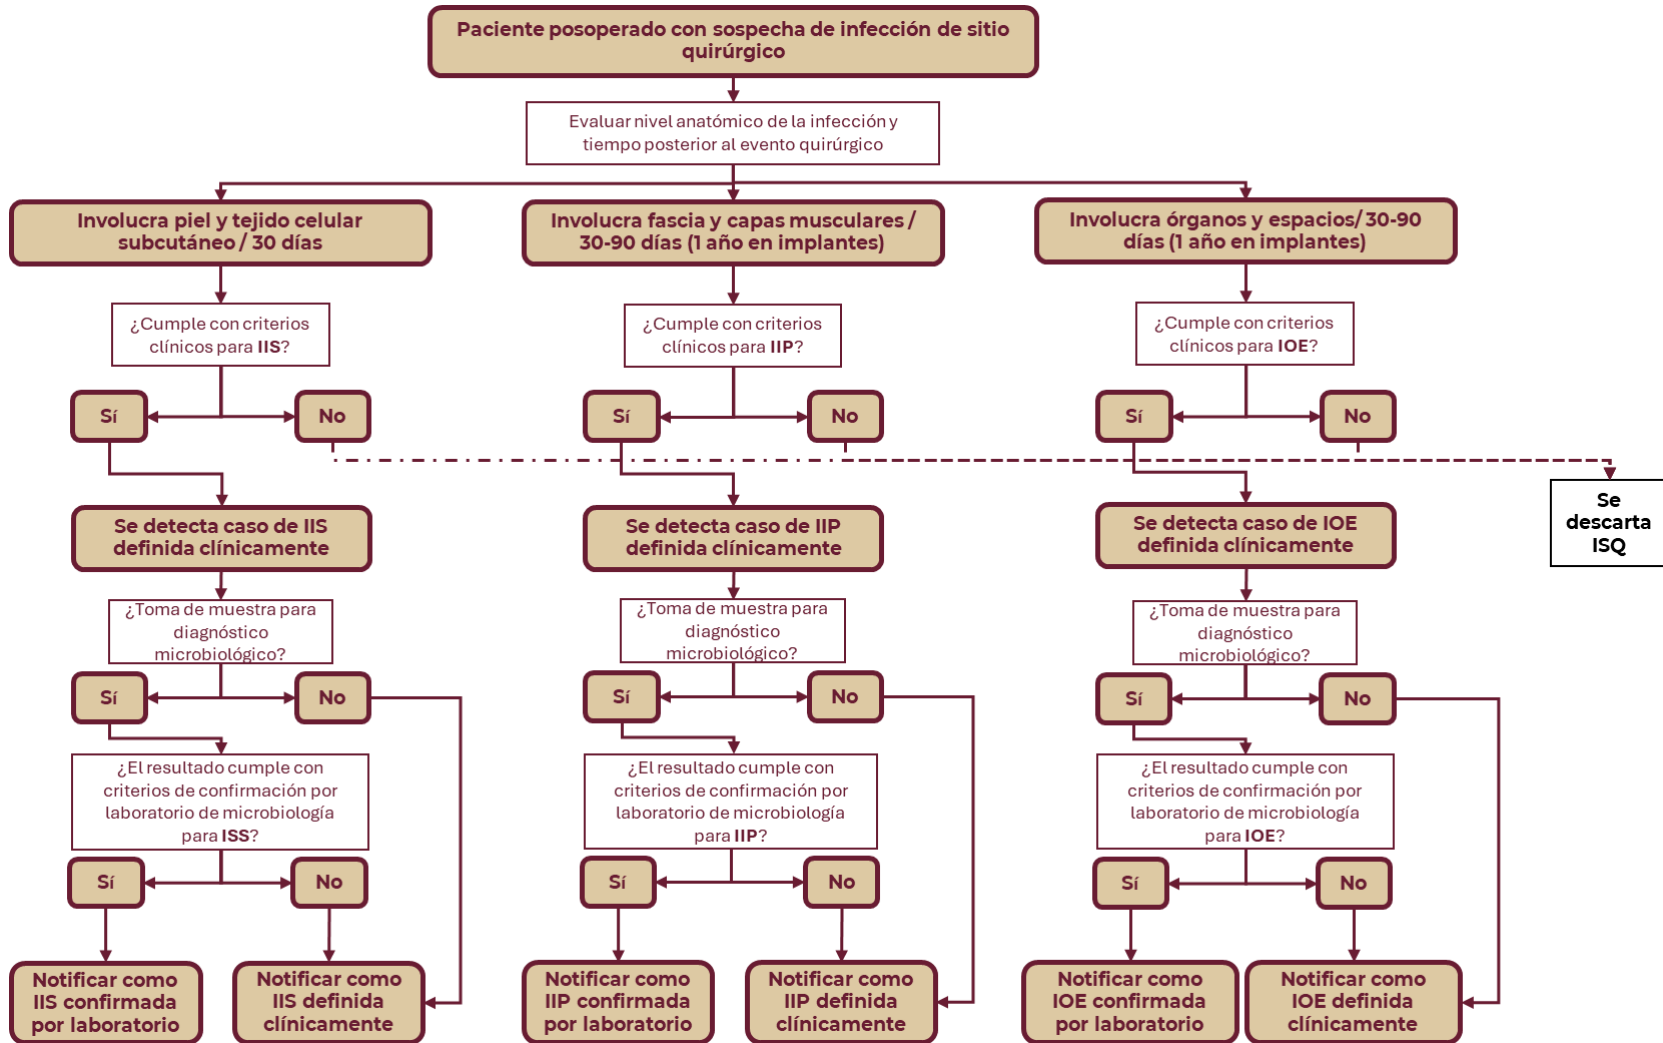 Paciente posoperado con sospecha de infección de sitio
quirúrgico
Evaluar nivel anatómico de la infección y
tiempo posterior al evento quirúrgico
Involucra piel y tejido celular
subcutáneo / 30 días
Involucra fascia y capas musculares /
30-90 días (1 año en implantes)
Involucra órganos y espacios/ 30-90
días (1 año en implantes)
¿Cumple con criterios
clínicos para IIS?
¿Cumple con criterios
clínicos para IIP?
¿Cumple con criterios
clínicos para IOE?
Sí
No
Sí
No
Sí
No
Se
descarta
ISQ
Se detecta caso de IIS
definida clínicamente
Se detecta caso de IIP
definida clínicamente
Se detecta caso de IOE
definida clínicamente
¿Toma de muestra para
diagnóstico
microbiológico?
¿Toma de muestra para
diagnóstico
microbiológico?
¿Toma de muestra para
diagnóstico
microbiológico?
Sí
No
Sí
No
Sí
No
¿El resultado cumple con
criterios de confirmación por
laboratorio de microbiología
para ISS?
¿El resultado cumple con
criterios de confirmación por
laboratorio de microbiología
para IIP?
¿El resultado cumple con
criterios de confirmación por
laboratorio de microbiología
para IOE?
Sí
No
Sí
No
Sí
No
Notificar como
IIS confirmada
por laboratorio
Notificar como
IIS definida
clínicamente
Notificar como
IIP confirmada
por laboratorio
Notificar como
IIP definida
clínicamente
Notificar como
IOE confirmada
por laboratorio
Notificar como
IOE definida
clínicamente